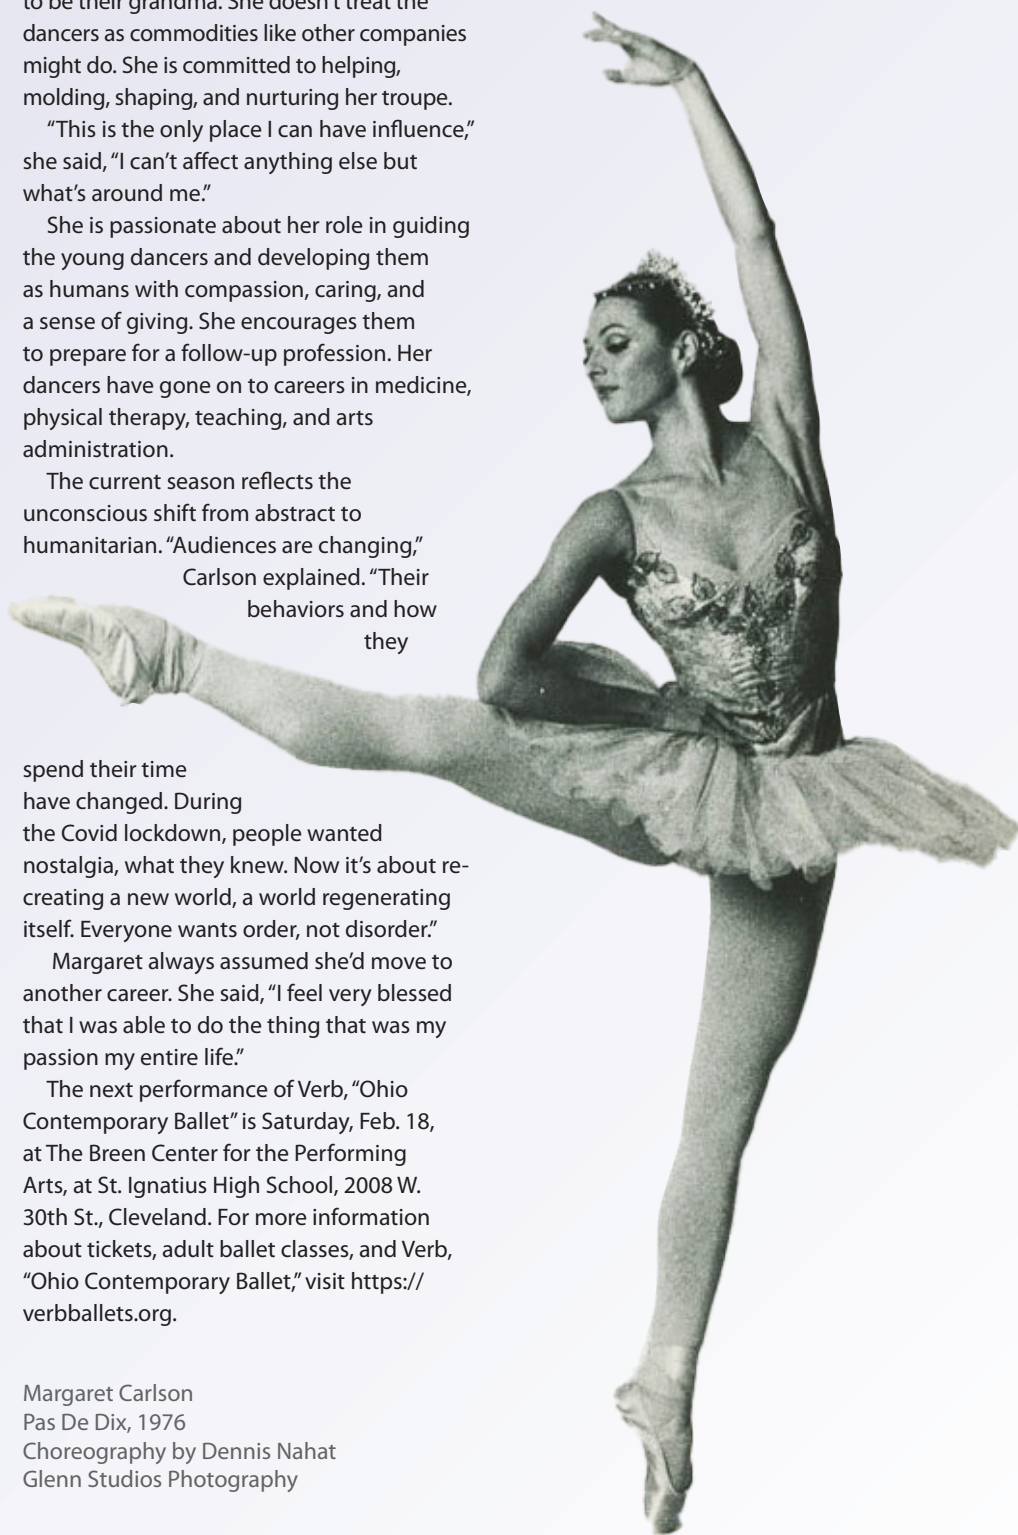 to be their grandma. She doesn't treat the
dancers as commodities like other companies
might do. She is committed to helping,
molding, shaping, and nurturing her troupe.
“This is the only place I can have influence,”
she said, “I can't affect anything else but
what's around me.”
She is passionate about her role in guiding
the young dancers and developing them
as humans with compassion, caring, and
a sense of giving. She encourages them
to prepare for a follow-up profession. Her
dancers have gone on to careers in medicine,
physical therapy, teaching, and arts
administration.
The current season reflects the
unconscious shift from abstract to
humanitarian. “Audiences are changing,”
Carlson explained. “Their
behaviors and how
they
spend their time
have changed. During
the Covid lockdown, people wanted
nostalgia, what they knew. Now it's about re-
creating a new world, a world regenerating
itself. Everyone wants order, not disorder.”
Margaret always assumed she'd move to
another career. She said, “I feel very blessed
that I was able to do the thing that was my
passion my entire life.”
The next performance of Verb, “Ohio
Contemporary Ballet” is Saturday, Feb. 18,
at The Breen Center for the Performing
Arts, at St. Ignatius High School, 2008 W.
30th St., Cleveland. For more information
about tickets, adult ballet classes, and Verb,
“Ohio Contemporary Ballet,” visit https://
verbballets.org.
Margaret Carlson
Pas De Dix, 1976
Choreography by Dennis Nahat
Glenn Studios Photography